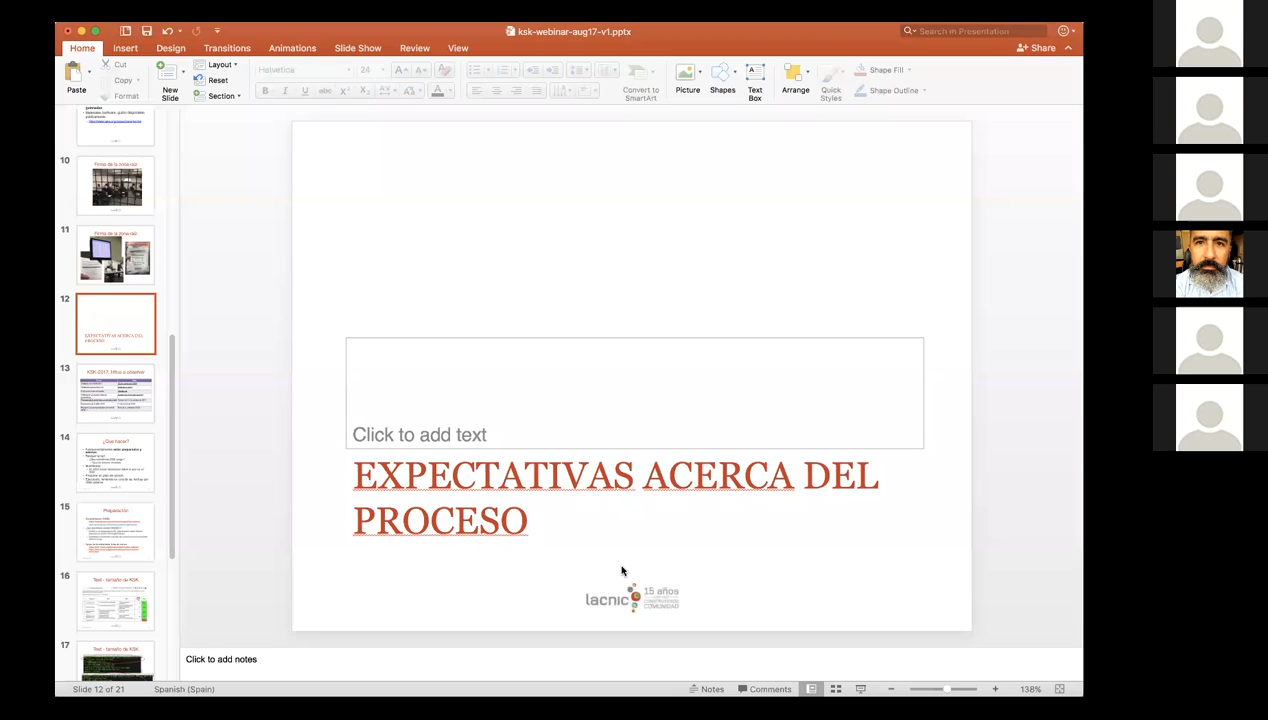 ksk-webinar-aug17-v1.pptx
Search in Presentation
Home Insert Design Transitions Animations Slide Show Review View
Share
Paste
Cut
Copy
Format
New
Slide
Layout
Reset
Section
Helvetica 24
Convert to
SmartArt
Picture
Shapes
Text
Box
Arrange
Quick
Styles
Shape Fill
Shape Outline
10
Firma de la zona raíz
11
Firma de la zona raíz
12
EXPECTATIVAS ACERCA DEL
PROCESO
13
KSK-2017: Hitos a observar
14
¿Qué hacer?
15
Preparación
16
Test - tamaño de KSK
17
Test - tamaño de KSK
Click to add text
EXPECTATIVAS ACERCA DEL
PROCESO
lacnic
15 años
CONSTRUYENDO
COMUNIDAD
Click to add notes
Slide 12 of 21
Spanish (Spain)
Notes
Comments
138%